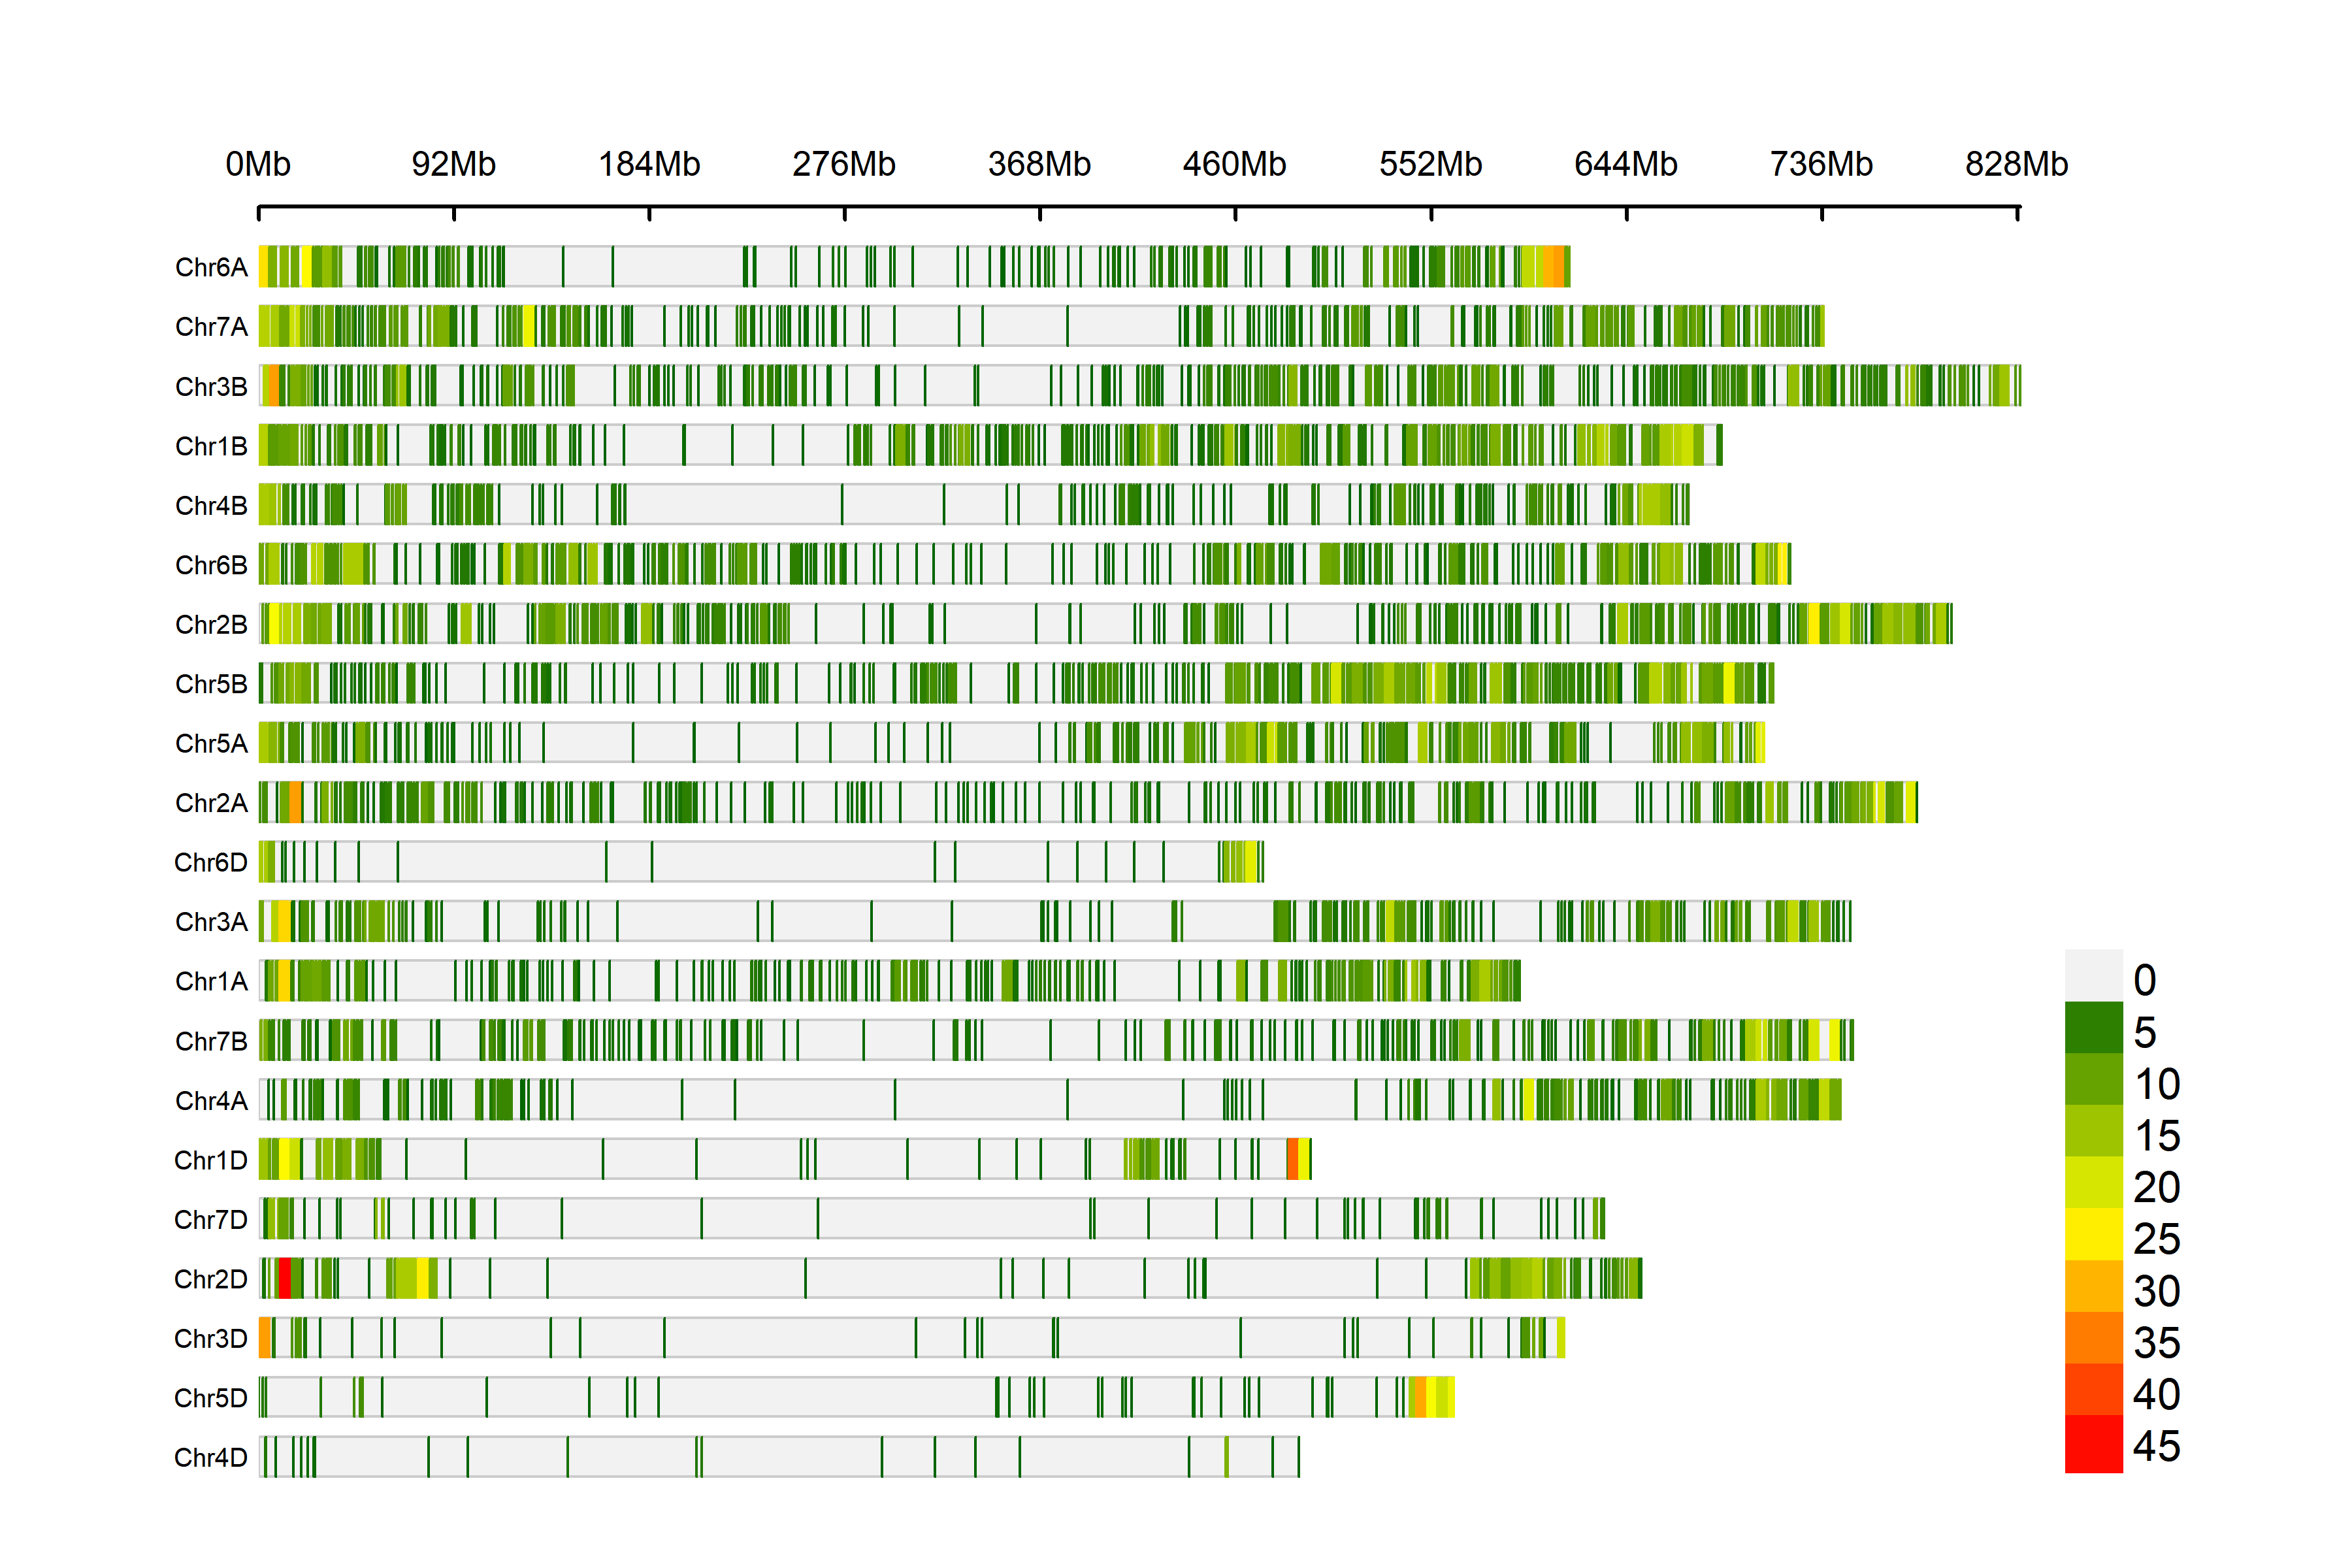 0Mb 92Mb 184Mb 276Mb 368Mb 460Mb 552Mb 644Mb 736Mb 828Mb
Chr6A
Chr7A
Chr3B
Chr1B
Chr4B
Chr6B
Chr2B
Chr5B
Chr5A
Chr2A
Chr6D
Chr3A
Chr1A
Chr7B
Chr4A
Chr1D
Chr7D
Chr2D
Chr3D
Chr5D
Chr4D
0
5
10
15
20
25
30
35
40
45